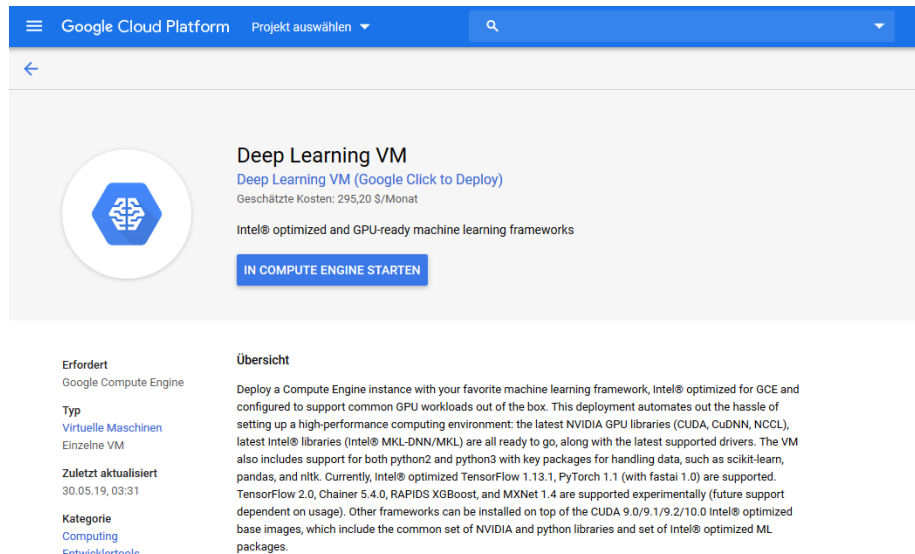 Google Cloud Platform
Projekt auswählen
Deep Learning VM
Deep Learning VM (Google Click to Deploy)
Geschätzte Kosten: 295,20 $/Monat
Intel® optimized and GPU-ready machine learning frameworks
IN COMPUTE ENGINE STARTEN
Erfordert
Google Compute Engine
Typ
Virtuelle Maschinen
Einzelne VM
Zuletzt aktualisiert
30.05.19, 03:31
Kategorie
Computing
Entwicklertools
Übersicht
Deploy a Compute Engine instance with your favorite machine learning framework, Intel® optimized for GCE and
configured to support common GPU workloads out of the box. This deployment automates out the hassle of
setting up a high-performance computing environment: the latest NVIDIA GPU libraries (CUDA, CuDNN, NCCL),
latest Intel® libraries (Intel® MKL-DNN/MKL) are all ready to go, along with the latest supported drivers. The VM
also includes support for both python2 and python3 with key packages for handling data, such as scikit-learn,
pandas, and nltk. Currently, Intel® optimized TensorFlow 1.13.1, PyTorch 1.1 (with fastai 1.0) are supported.
TensorFlow 2.0, Chainer 5.4.0, RAPIDS XGBoost, and MXNet 1.4 are supported experimentally (future support
dependent on usage). Other frameworks can be installed on top of the CUDA 9.0/9.1/9.2/10.0 Intel® optimized
base images, which include the common set of NVIDIA and python libraries and set of Intel® optimized ML
packages.